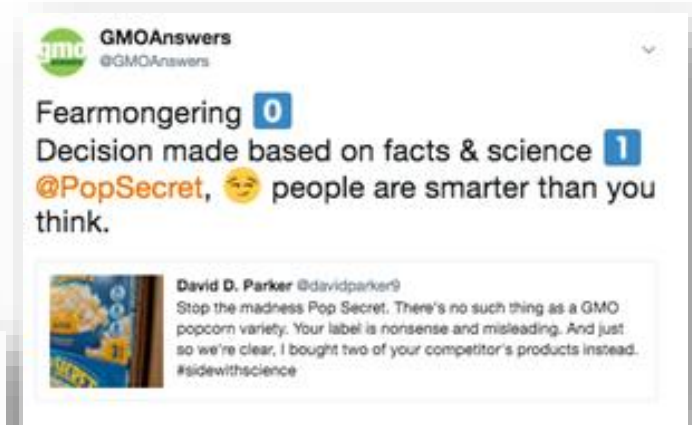 gmo
GMOAnswers
@GMOAnswers
Fearmongering 0️⃣
Decision made based on facts & science 1️⃣
@PopSecret, 😏 people are smarter than you
think.
David D. Parker @davidparker9
Stop the madness Pop Secret. There's no such thing as a GMO
popcorn variety. Your label is nonsense and misleading. And just
so we're clear, I bought two of your competitor's products instead.
#sidewithscience